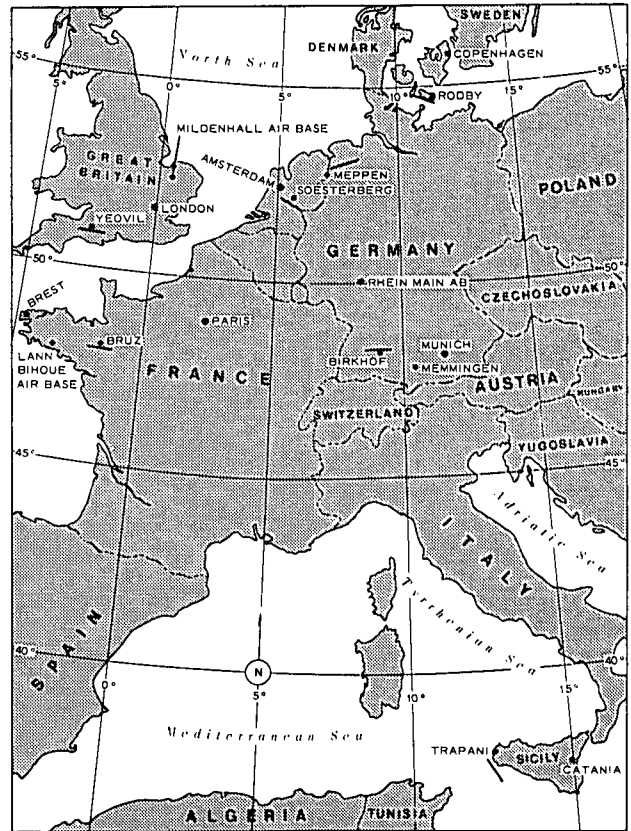 SWEDEN
DENMARK
COPENHAGEN
55°
North Sea
55°
5°
0°
5°
10°
RODBY
15°
MILDENHALL AIR BASE
GREAT
BRITAIN
AMSTERDAM
MEPPEN
SOESTERBERG
POLAND
YEOVIL
LONDON
GERMANY
50°
50°
RHEIN MAIN AB
CZECHOSLOVAKIA
BREST
PARIS
BRUZ
LANN
BIHOUE
AIR BASE
FRANCE
BIRKHOF
MUNICH
MEMMINGEN
AUSTRIA
HUNGARY
SWITZERLAND
YUGOSLAVIA
45°
45°
Adriatic Sea
ITALY
Tyrrhenian Sea
SPAIN
40°
40°
N
0°
5°
10°
15°
Mediterranean Sea
TRAPANI
SICILY
CATANIA
ALGERIA
TUNISIA